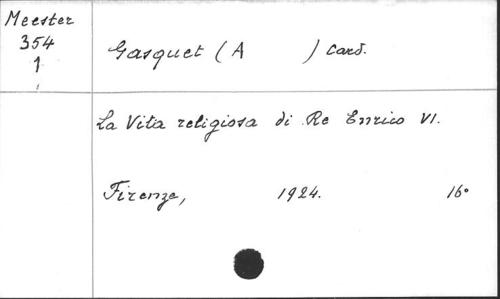 Meester
354
1
Gasquet (A ) Card.
La Vita religiosa di Re Enrico VI.
Firenze, 1924. 16°